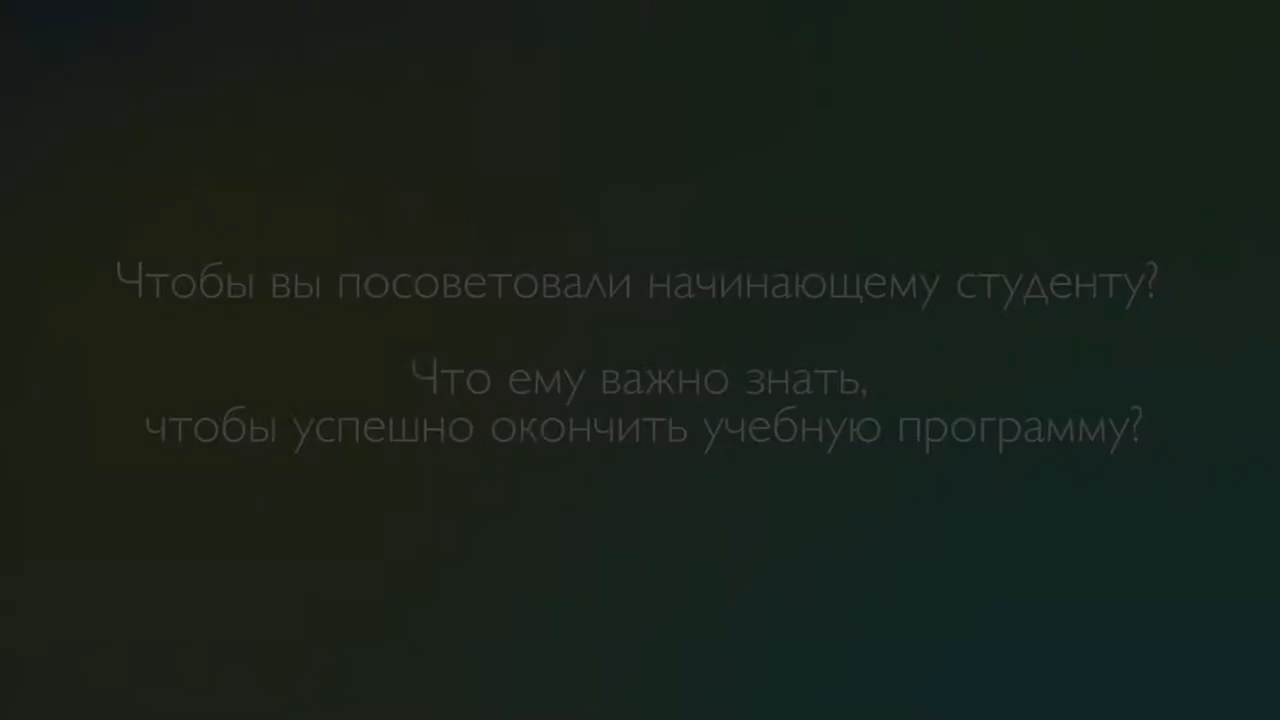 Чтобы вы посоветовали начинающему студенту?
Что ему важно знать,
чтобы успешно окончить учебную программу?